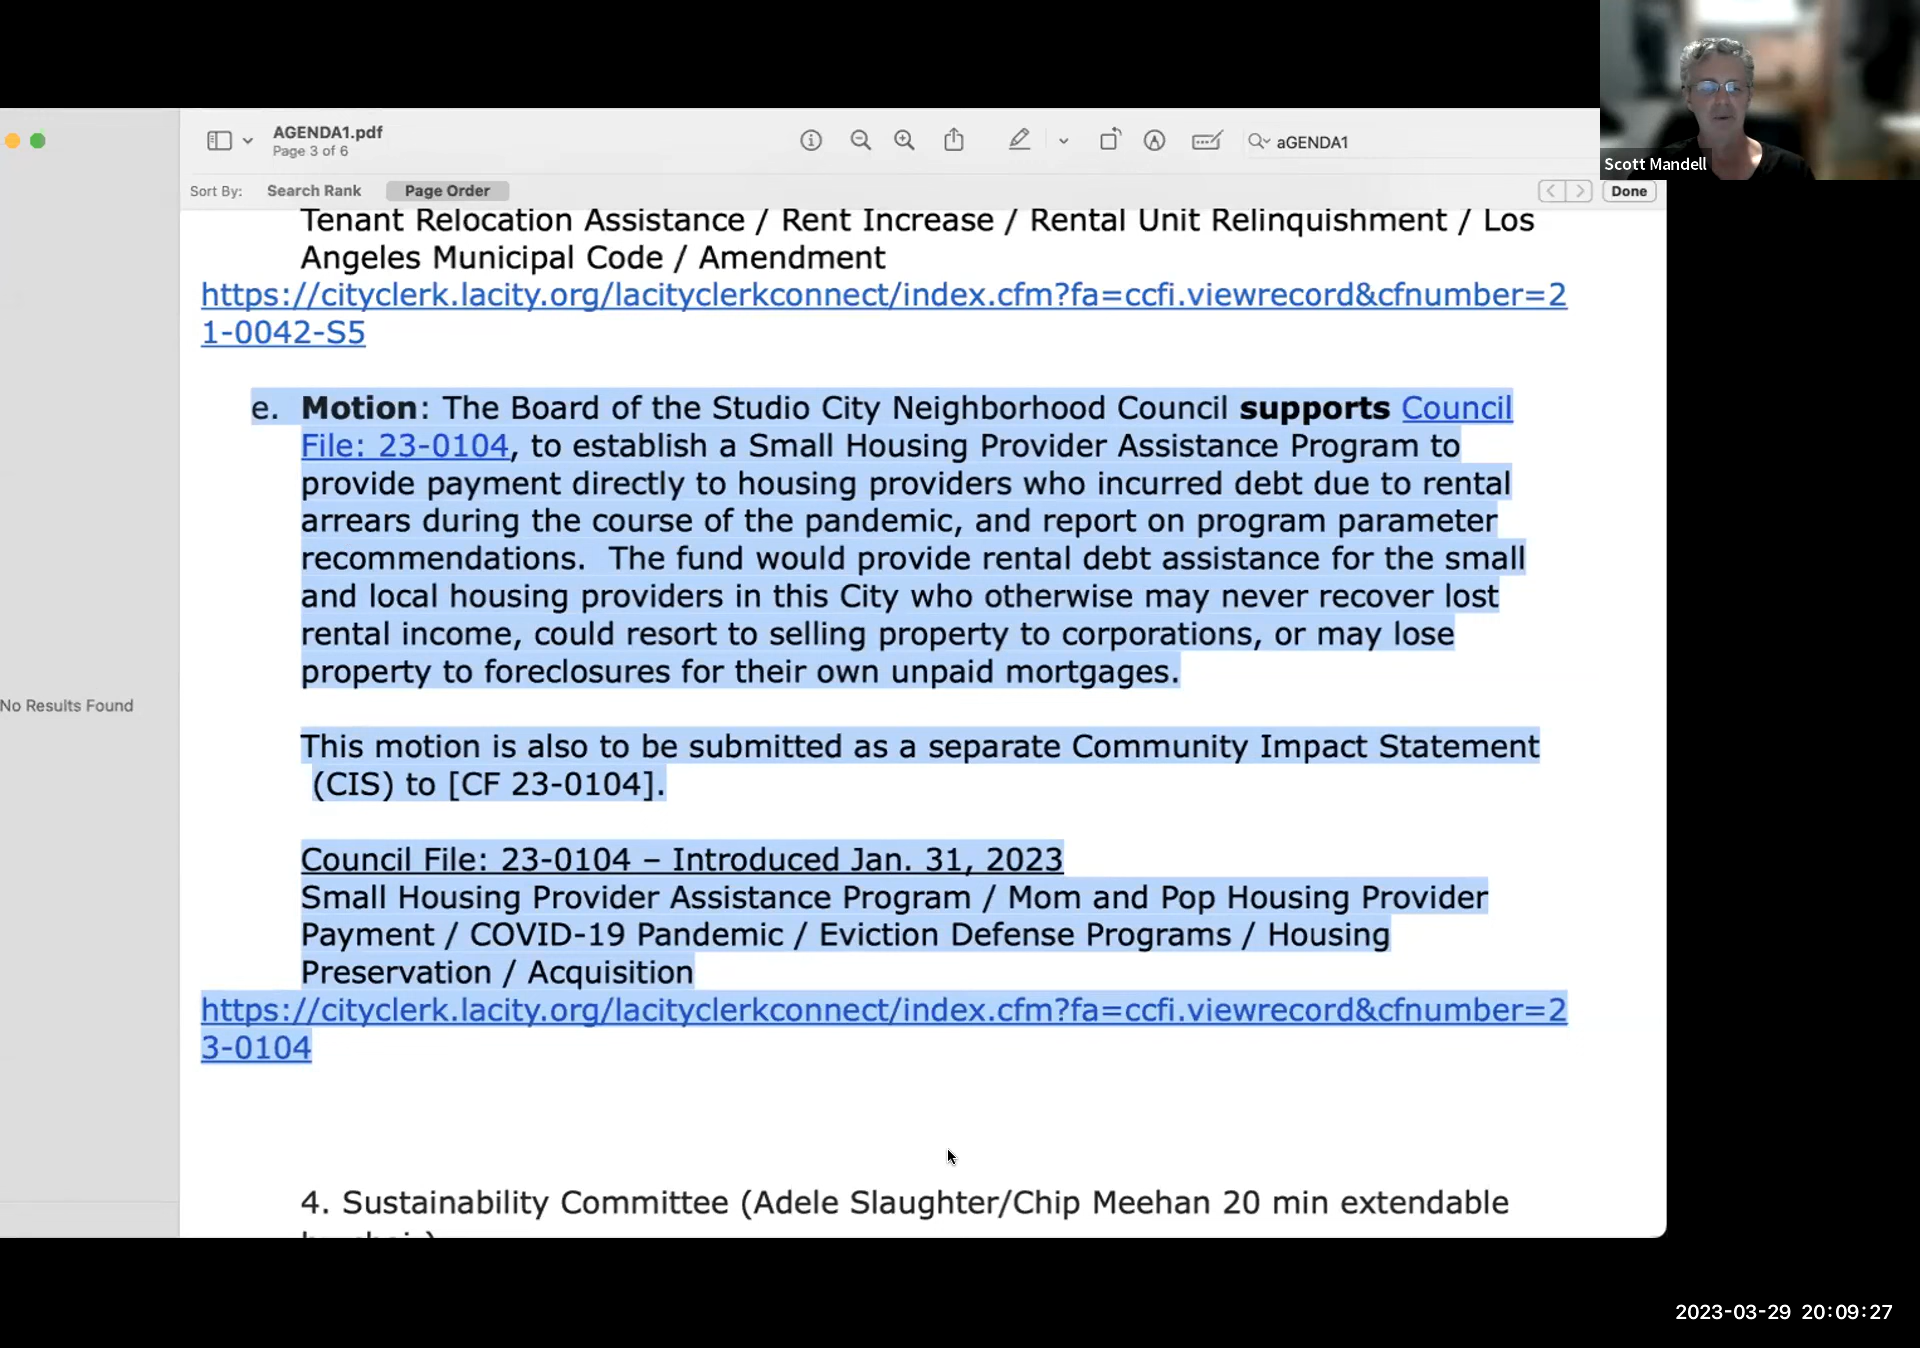 Scott Mandell
AGENDA1.pdf
Page 3 of 6
aGENDA1
Sort By: Search Rank Page Order Done
Tenant Relocation Assistance / Rent Increase / Rental Unit Relinquishment / Los
Angeles Municipal Code / Amendment
https://cityclerk.lacity.org/lacityclerkconnect/index.cfm?fa=ccfi.viewrecord&cfnumber=2
1-0042-S5
e. Motion: The Board of the Studio City Neighborhood Council supports Council
File: 23-0104, to establish a Small Housing Provider Assistance Program to
provide payment directly to housing providers who incurred debt due to rental
arrears during the course of the pandemic, and report on program parameter
recommendations. The fund would provide rental debt assistance for the small
and local housing providers in this City who otherwise may never recover lost
rental income, could resort to selling property to corporations, or may lose
property to foreclosures for their own unpaid mortgages.
No Results Found
This motion is also to be submitted as a separate Community Impact Statement
(CIS) to [CF 23-0104].
Council File: 23-0104 – Introduced Jan. 31, 2023
Small Housing Provider Assistance Program / Mom and Pop Housing Provider
Payment / COVID-19 Pandemic / Eviction Defense Programs / Housing
Preservation / Acquisition
https://cityclerk.lacity.org/lacityclerkconnect/index.cfm?fa=ccfi.viewrecord&cfnumber=2
3-0104
4. Sustainability Committee (Adele Slaughter/Chip Meehan 20 min extendable
2023-03-29 20:09:27